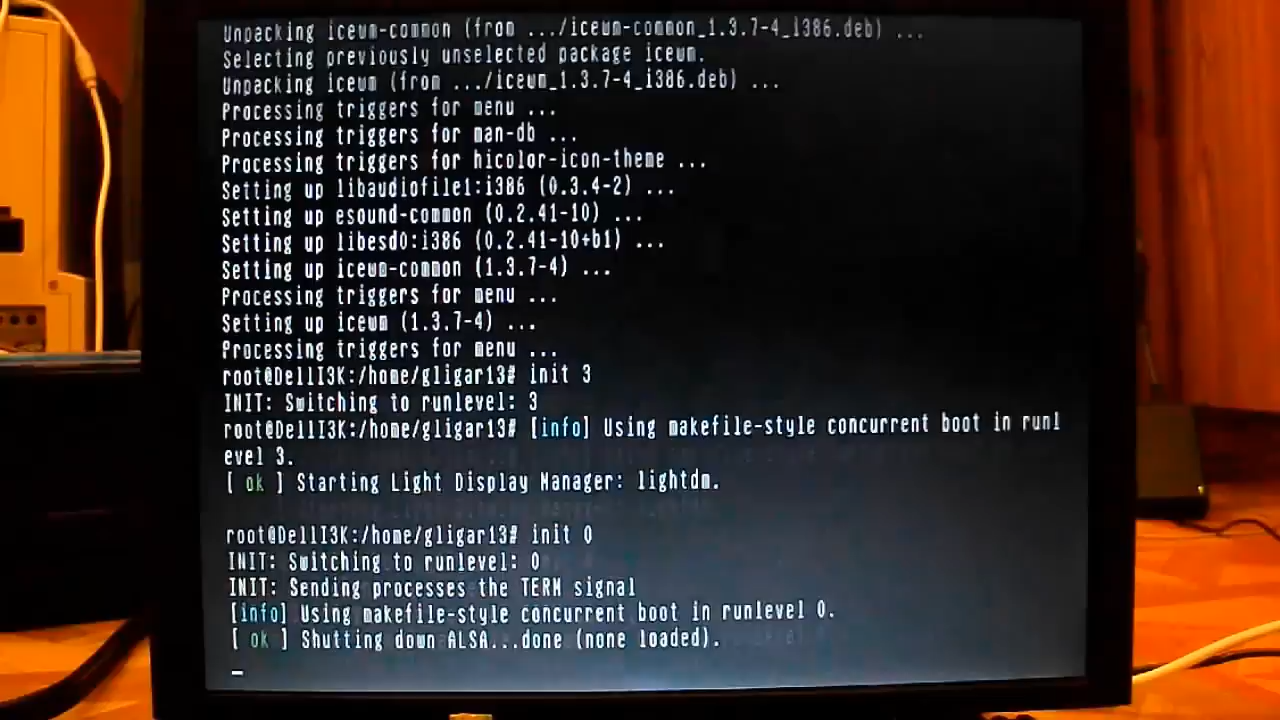 Unpacking icewm-common (from .../icewm-common_1.3.7-4_i386.deb) ...
Selecting previously unselected package icewm.
Unpacking icewm (from .../icewm_1.3.7-4_i386.deb) ...
Processing triggers for menu ...
Processing triggers for man-db ...
Processing triggers for hicolor-icon-theme ...
Setting up libaudiofile1:i386 (0.3.4-2) ...
Setting up esound-common (0.2.41-10) ...
Setting up libesd0:i386 (0.2.41-10+b1) ...
Setting up icewm-common (1.3.7-4) ...
Processing triggers for menu ...
Setting up icewm (1.3.7-4) ...
Processing triggers for menu ...
root@DellI3K:/home/gligar13# init 3
INIT: Switching to runlevel: 3
root@DellI3K:/home/gligar13# [info] Using makefile-style concurrent boot in runl
evel 3.
[ ok ] Starting Light Display Manager: lightdm.
root@DellI3K:/home/gligar13# init 0
INIT: Switching to runlevel: 0
INIT: Sending processes the TERM signal
[info] Using makefile-style concurrent boot in runlevel 0.
[ ok ] Shutting down ALSA...done (none loaded).